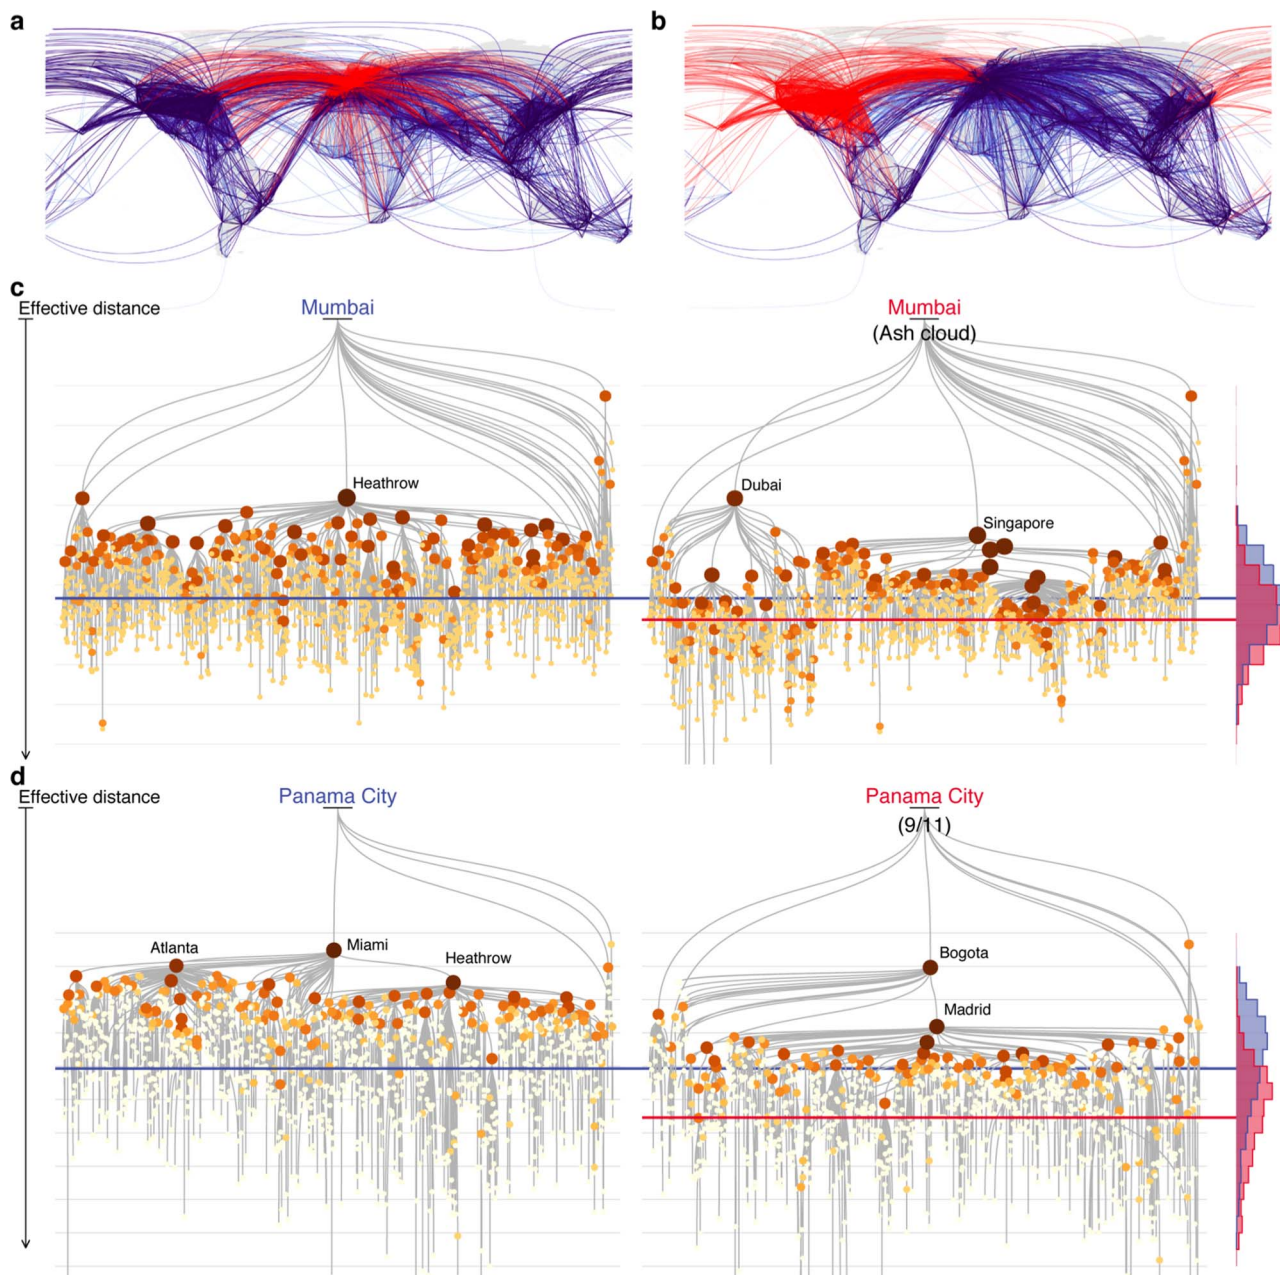 a
b
c
Effective distance
Mumbai
Mumbai
(Ash cloud)
Heathrow
Dubai
Singapore
d
Effective distance
Panama City
Panama City
(9/11)
Atlanta
Miami
Heathrow
Bogota
Madrid